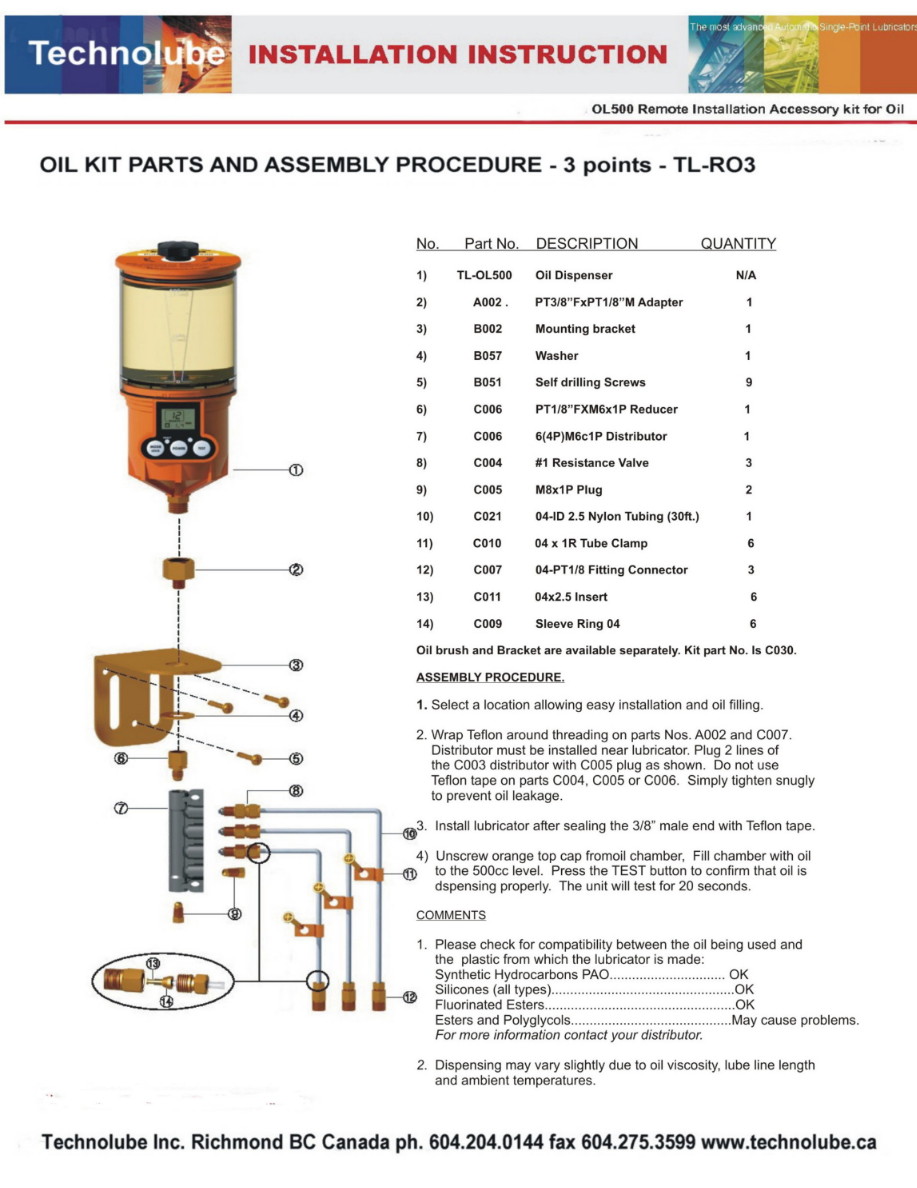 Technolube INSTALLATION INSTRUCTION
The most advanced Automatic Single-Point Lubricators
OL500 Remote Installation Accessory kit for Oil
OIL KIT PARTS AND ASSEMBLY PROCEDURE - 3 points - TL-RO3
No. Part No. DESCRIPTION QUANTITY
1) TL-OL500 Oil Dispenser N/A
2) A002 . PT3/8”FxPT1/8”M Adapter 1
3) B002 Mounting bracket 1
4) B057 Washer 1
5) B051 Self drilling Screws 9
6) C006 PT1/8”FXM6x1P Reducer 1
7) C006 6(4P)M6c1P Distributor 1
8) C004 #1 Resistance Valve 3
9) C005 M8x1P Plug 2
10) C021 04-ID 2.5 Nylon Tubing (30ft.) 1
11) C010 04 x 1R Tube Clamp 6
12) C007 04-PT1/8 Fitting Connector 3
13) C011 04x2.5 Insert 6
14) C009 Sleeve Ring 04 6
Oil brush and Bracket are available separately. Kit part No. Is C030.
ASSEMBLY PROCEDURE.
1. Select a location allowing easy installation and oil filling.
2. Wrap Teflon around threading on parts Nos. A002 and C007.
Distributor must be installed near lubricator. Plug 2 lines of
the C003 distributor with C005 plug as shown. Do not use
Teflon tape on parts C004, C005 or C006. Simply tighten snugly
to prevent oil leakage.
3. Install lubricator after sealing the 3/8” male end with Teflon tape.
4) Unscrew orange top cap fromoil chamber, Fill chamber with oil
to the 500cc level. Press the TEST button to confirm that oil is
dspensing properly. The unit will test for 20 seconds.
COMMENTS
1. Please check for compatibility between the oil being used and
the plastic from which the lubricator is made:
Synthetic Hydrocarbons PAO............................... OK
Silicones (all types).................................................OK
Fluorinated Esters...................................................OK
Esters and Polyglycols...........................................May cause problems.
For more information contact your distributor.
2. Dispensing may vary slightly due to oil viscosity, lube line length
and ambient temperatures.
1
2
3
4
5
6
7
8
9
10
11
12
13
14
Technolube Inc. Richmond BC Canada ph. 604.204.0144 fax 604.275.3599 www.technolube.ca